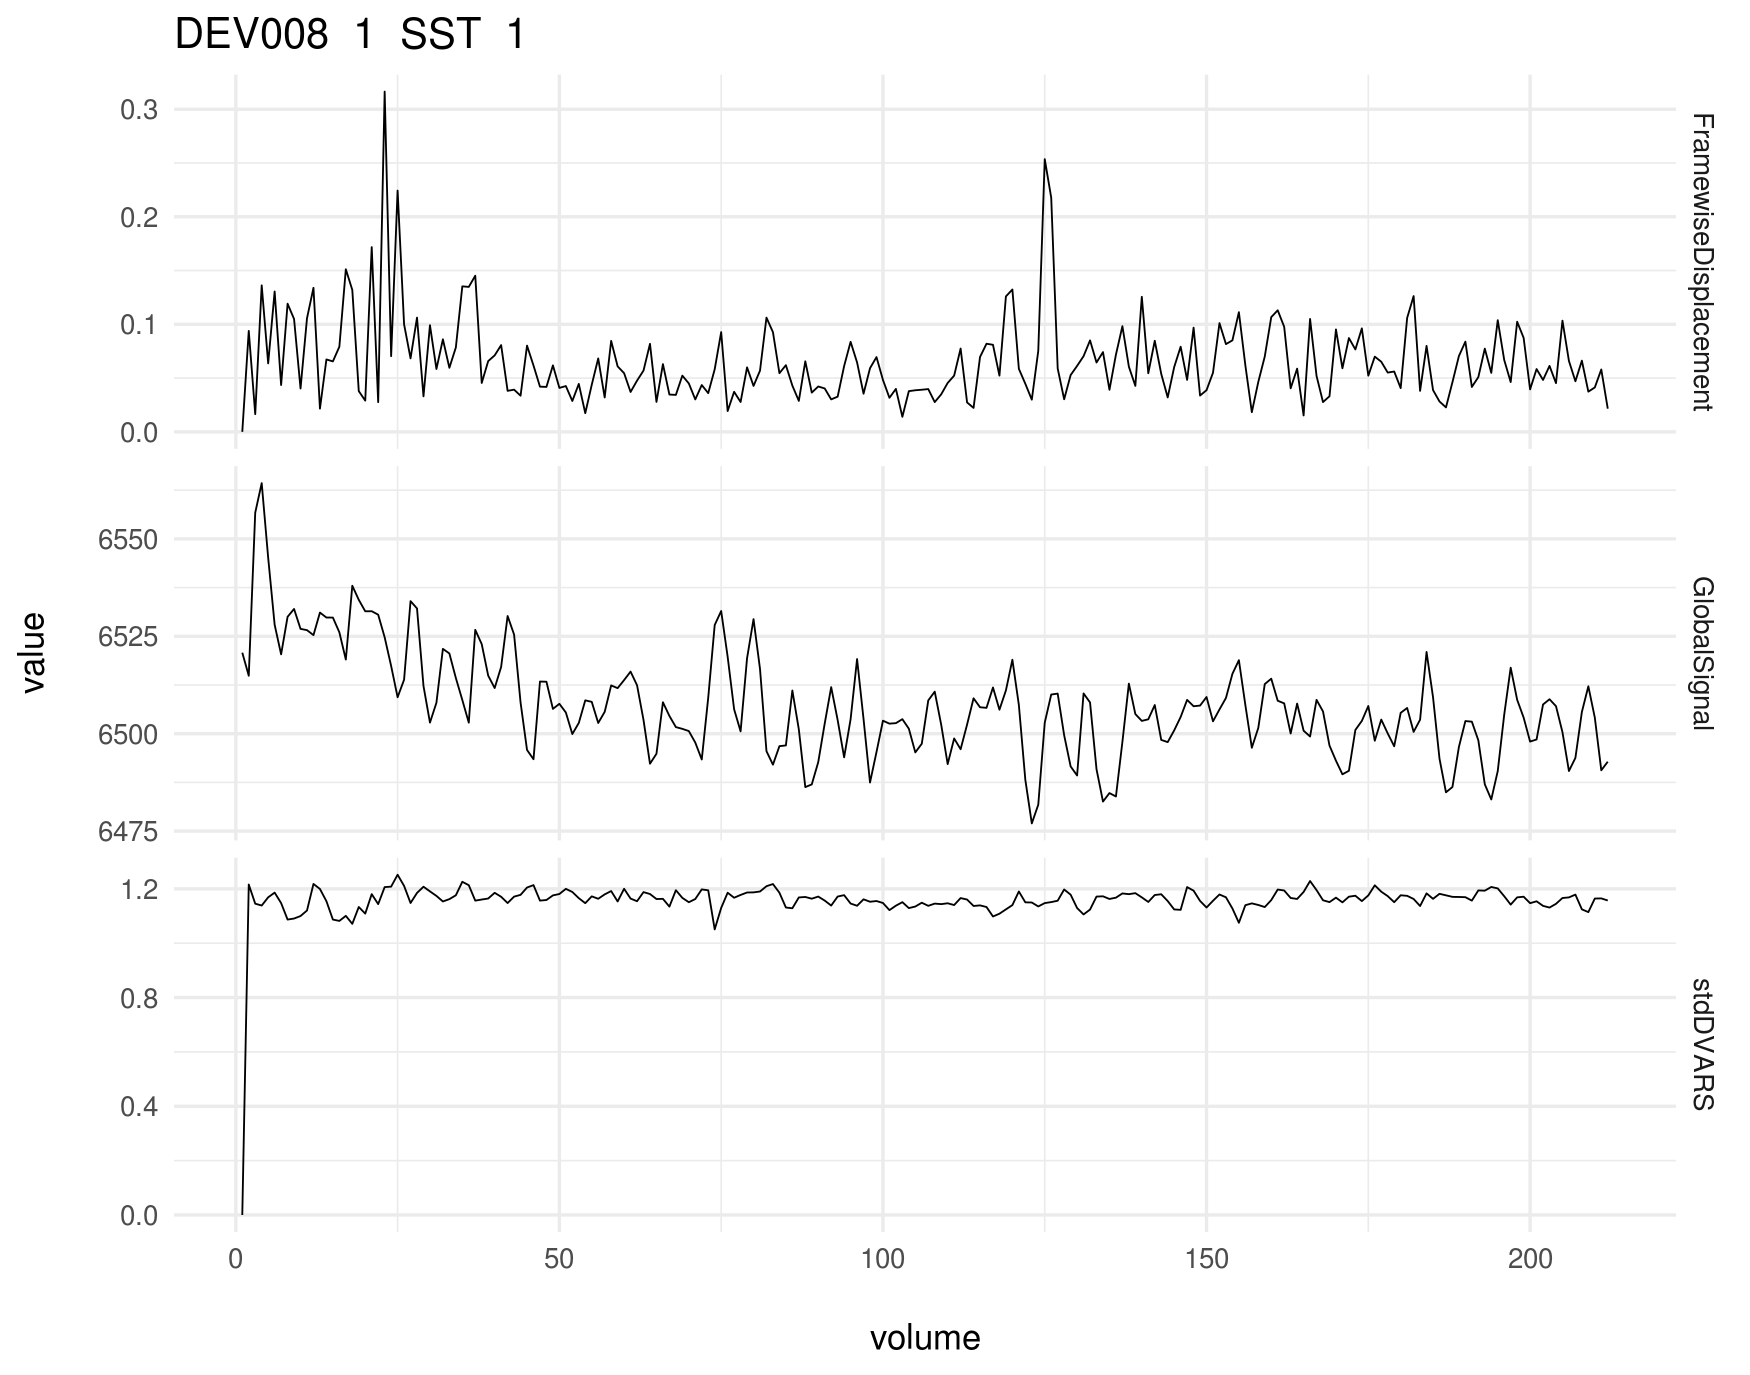 DEV008 1 SST 1
0.3
0.2
0.1
0.0
FramewiseDisplacement
6550
6525
6500
6475
GlobalSignal
value
1.2
0.8
0.4
0.0
stdDVARS
0 50 100 150 200
volume